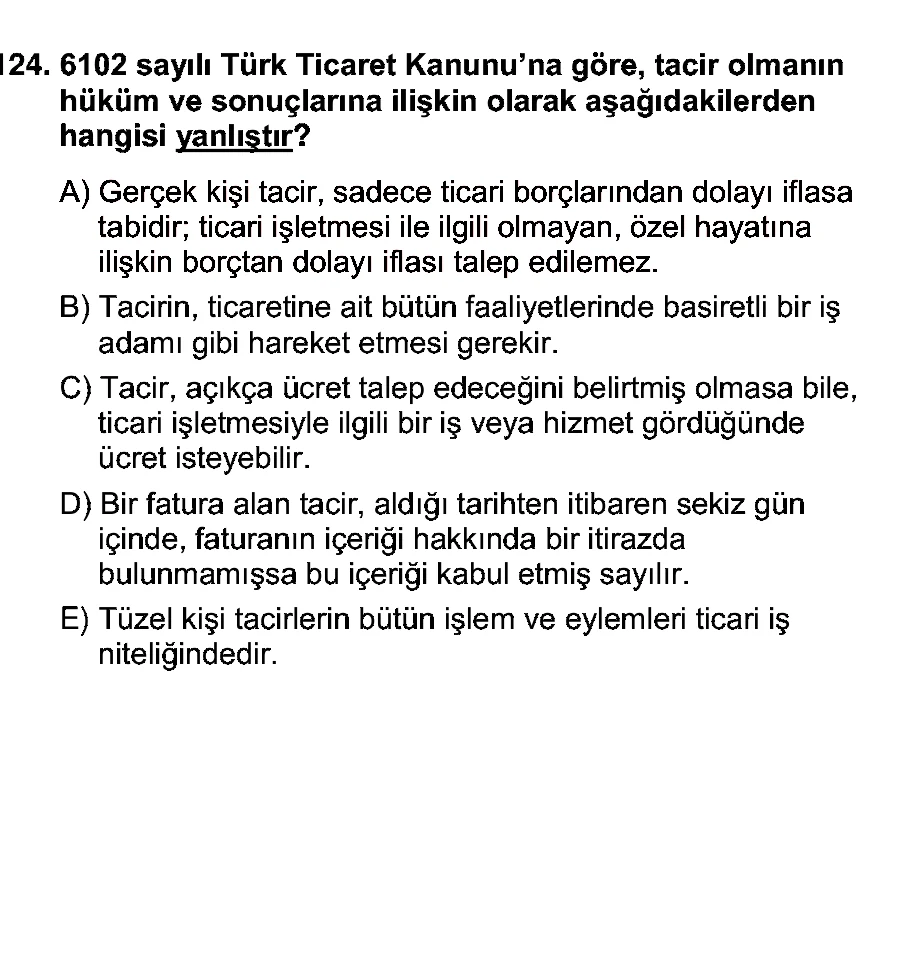 124. 6102 sayılı Türk Ticaret Kanunu’na göre, tacir olmanın
hüküm ve sonuçlarına ilişkin olarak aşağıdakilerden
hangisi yanlıştır?
A) Gerçek kişi tacir, sadece ticari borçlarından dolayı iflasa
tabidir; ticari işletmesi ile ilgili olmayan, özel hayatına
ilişkin borçtan dolayı iflası talep edilemez.
B) Tacirin, ticaretine ait bütün faaliyetlerinde basiretli bir iş
adamı gibi hareket etmesi gerekir.
C) Tacir, açıkça ücret talep edeceğini belirtmiş olmasa bile,
ticari işletmesiyle ilgili bir iş veya hizmet gördüğünde
ücret isteyebilir.
D) Bir fatura alan tacir, aldığı tarihten itibaren sekiz gün
içinde, faturanın içeriği hakkında bir itirazda
bulunmamışsa bu içeriği kabul etmiş sayılır.
E) Tüzel kişi tacirlerin bütün işlem ve eylemleri ticari iş
niteliğindedir.